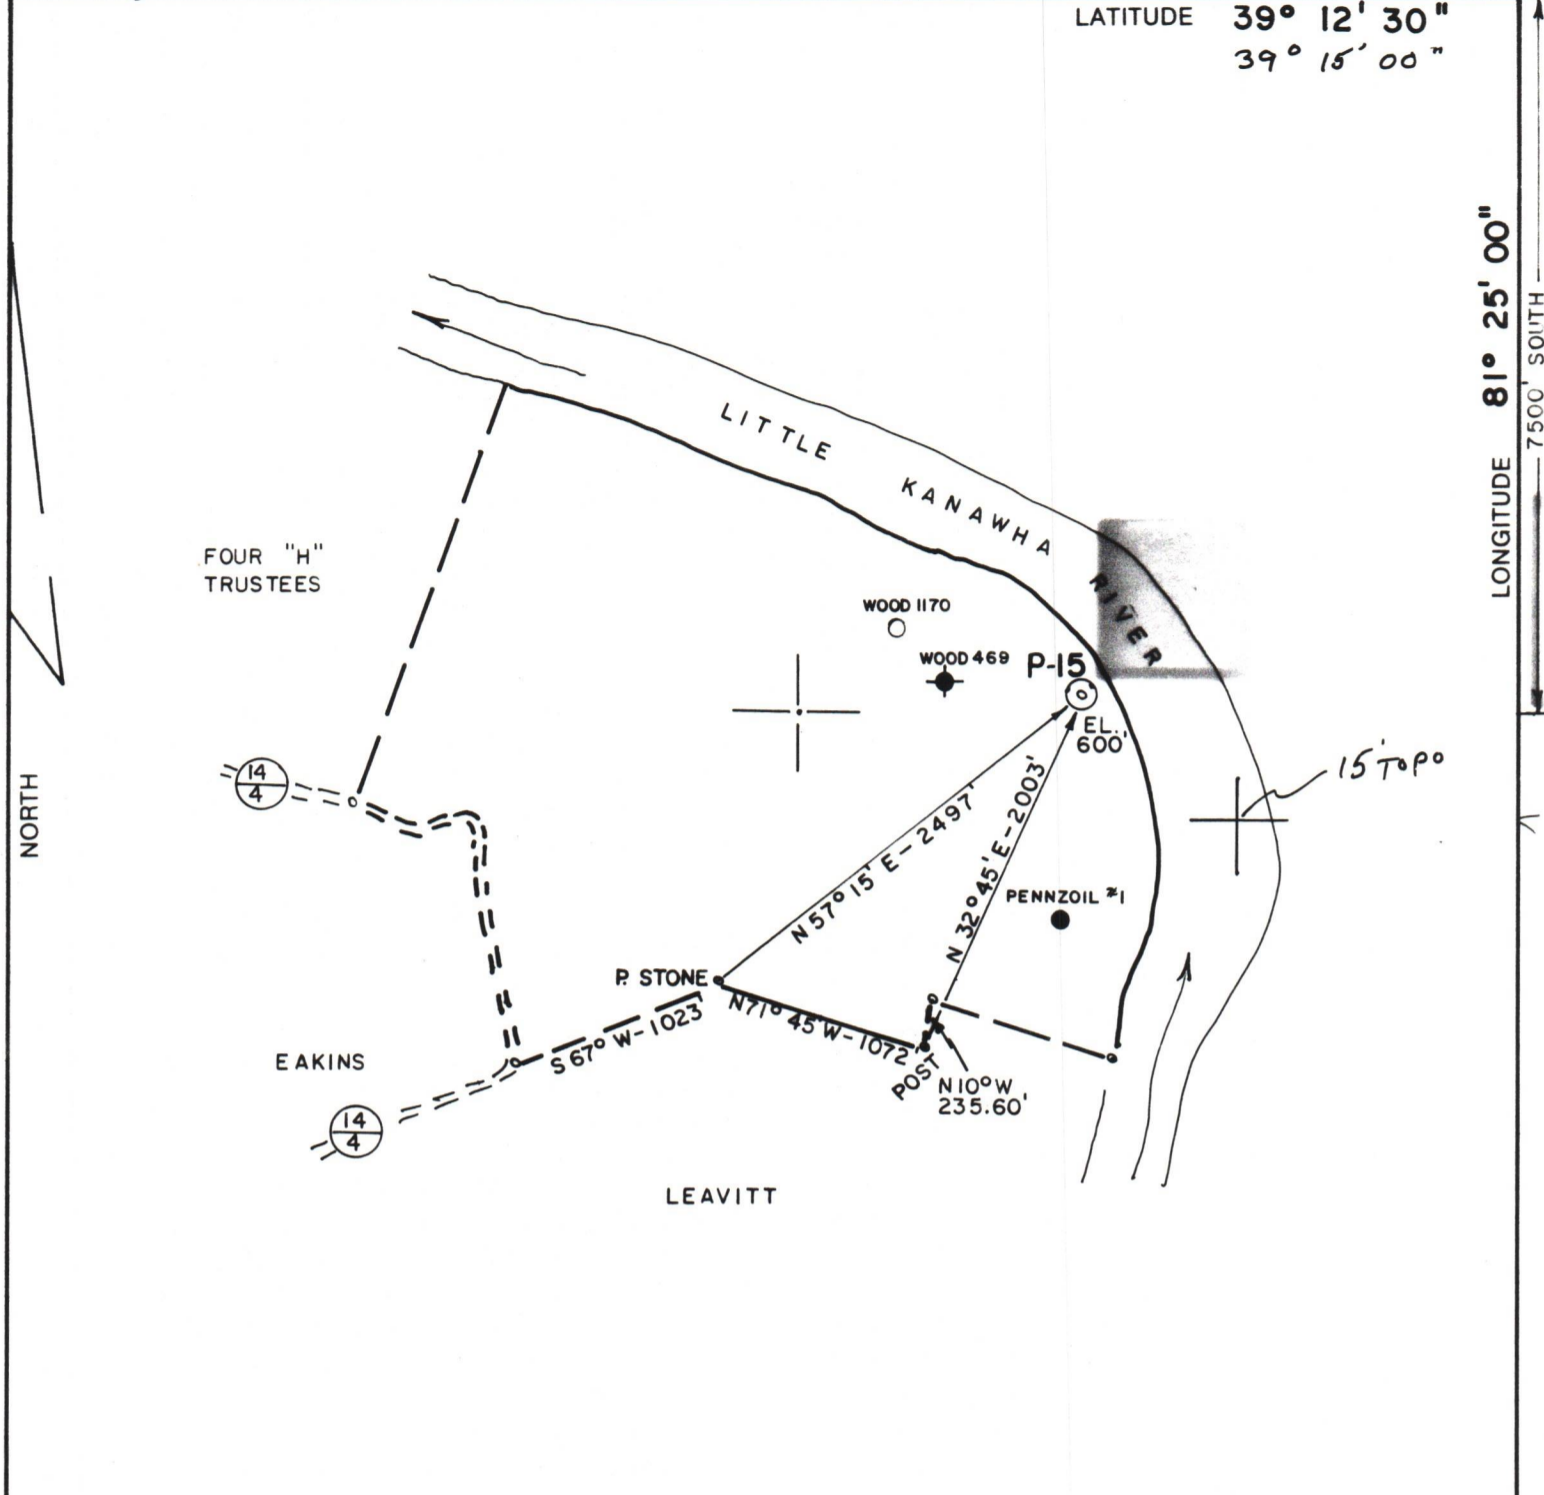 LATITUDE 39° 12' 30"
39° 15' 00"
LONGITUDE 81° 25' 00"
7500' SOUTH
LITTLE KANAWHA RIVER
FOUR "H"
TRUSTEES
WOOD 1170
WOOD 469
P-15
EL.
600'
15' TOPO
14
4
NORTH
N 57° 15' E - 2497'
N 32° 45' E - 2003'
PENNZOIL #1
P. STONE
N 71° 45' W - 1072'
S 67° W - 1023'
POST
N 10° W
235.60'
EAKINS
14
4
LEAVITT